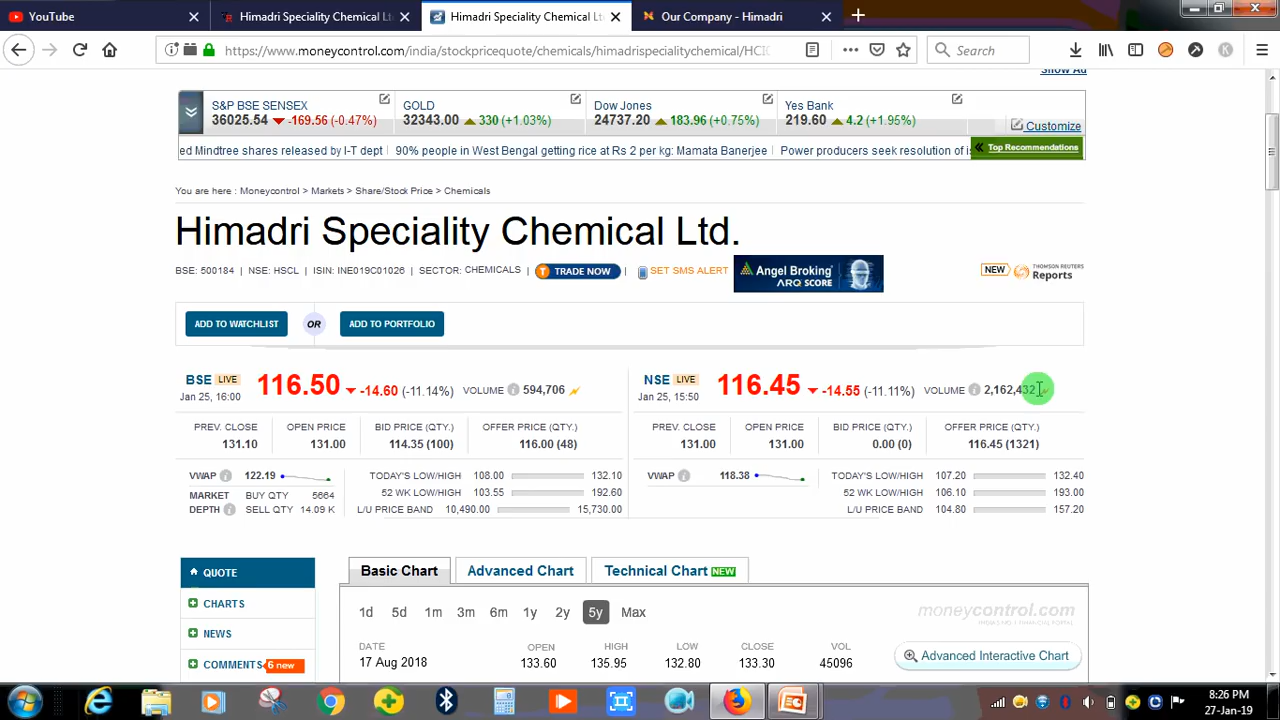 YouTube
Himadri Speciality Chemical Lt
Himadri Speciality Chemical Ltd.
Our Company - Himadri
https://www.moneycontrol.com/india/stockpricequote/chemicals/himadrispecialitychemical/HCI
Search
Show Ad
S&P BSE SENSEX
36025.54 -169.56 (-0.47%)
GOLD
32343.00 330 (+1.03%)
Dow Jones
24737.20 183.96 (+0.75%)
Yes Bank
219.60 4.2 (+1.95%)
Customize
ed Mindtree shares released by I-T dept 90% people in West Bengal getting rice at Rs 2 per kg: Mamata Banerjee Power producers seek resolution of is
Top Recommendations
You are here : Moneycontrol > Markets > Share/Stock Price > Chemicals
Himadri Speciality Chemical Ltd.
BSE: 500184 | NSE: HSCL | ISIN: INE019C01026 | SECTOR: CHEMICALS
TRADE NOW
SET SMS ALERT
Angel Broking
ARQ SCORE
NEW
THOMSON REUTERS
Reports
ADD TO WATCHLIST OR ADD TO PORTFOLIO
BSE LIVE
Jan 25, 16:00
116.50 -14.60 (-11.14%) VOLUME 594,706
PREV. CLOSE OPEN PRICE BID PRICE (QTY.) OFFER PRICE (QTY.)
131.10 131.00 114.35 (100) 116.00 (48)
VWAP 122.19
MARKET DEPTH
BUY QTY 5664
SELL QTY 14.09 K
TODAY'S LOW/HIGH 108.00 132.10
52 WK LOW/HIGH 103.55 192.60
L/U PRICE BAND 10,490.00 15,730.00
NSE LIVE
Jan 25, 15:50
116.45 -14.55 (-11.11%) VOLUME 2,162,432
PREV. CLOSE OPEN PRICE BID PRICE (QTY.) OFFER PRICE (QTY.)
131.00 131.00 0.00 (0) 116.45 (1321)
VWAP 118.38
TODAY'S LOW/HIGH 107.20 132.40
52 WK LOW/HIGH 106.10 193.00
L/U PRICE BAND 104.80 157.20
QUOTE
CHARTS
NEWS
COMMENTS 6 new
Basic Chart Advanced Chart Technical Chart NEW
1d 5d 1m 3m 6m 1y 2y 5y Max
moneycontrol.com
DATE OPEN HIGH LOW CLOSE VOL
17 Aug 2018 133.60 135.95 132.80 133.30 45096
Advanced Interactive Chart
8:26 PM
27-Jan-19